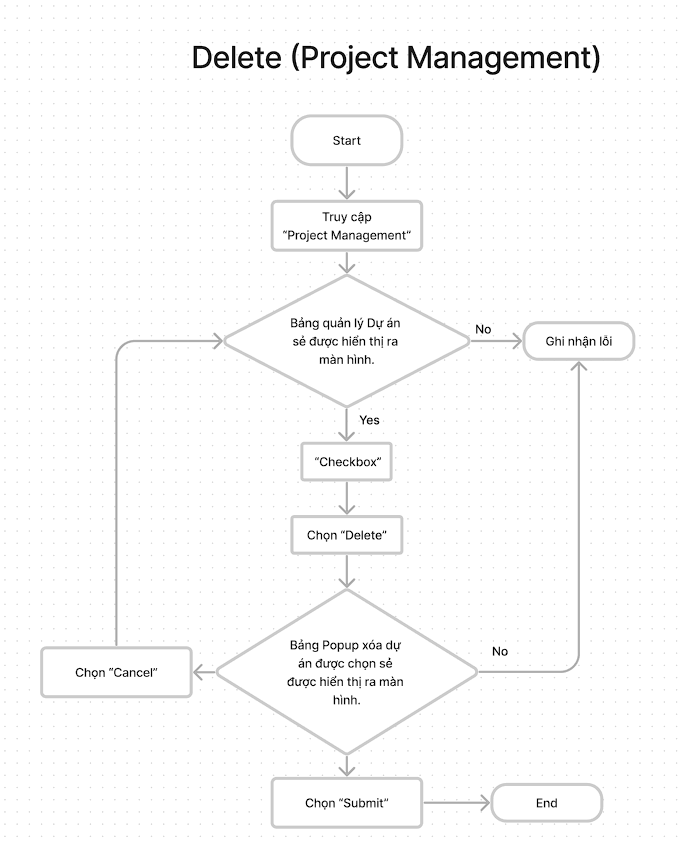 Delete (Project Management)
Start
Truy cập
“Project Management”
Bảng quản lý Dự án
sẻ được hiển thị ra
màn hình.
No
Ghi nhận lỗi
Yes
“Checkbox”
Chọn “Delete”
Bảng Popup xóa dự
án được chọn sẻ
được hiển thị ra màn
hình.
No
Chọn “Cancel”
Chọn “Submit”
End